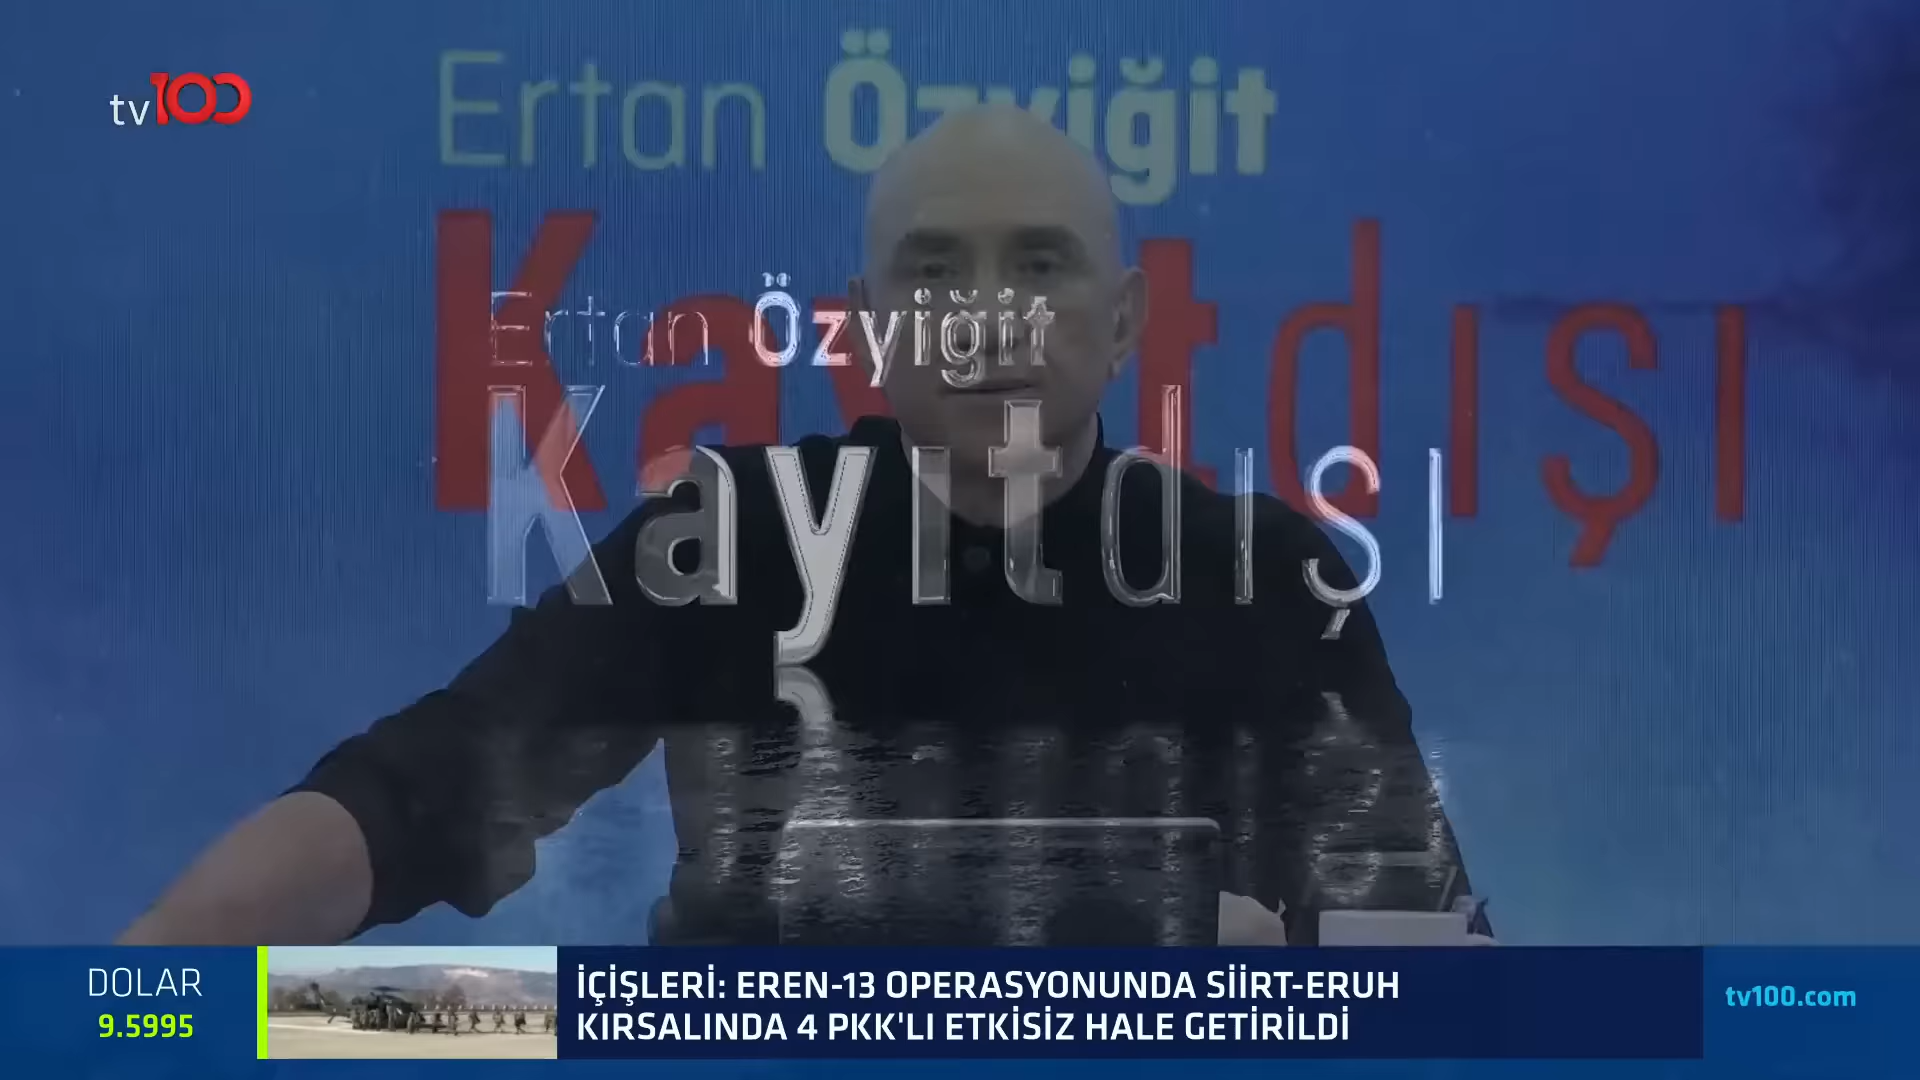 tv100
Ertan Özyiğit
Kayıtdışı
Ertan Özyiğit
Kayıtdışı
DOLAR
9.5995
İÇİŞLERİ: EREN-13 OPERASYONUNDA SİİRT-ERUH
KIRSALINDA 4 PKK'LI ETKİSİZ HALE GETİRİLDİ
tv100.com